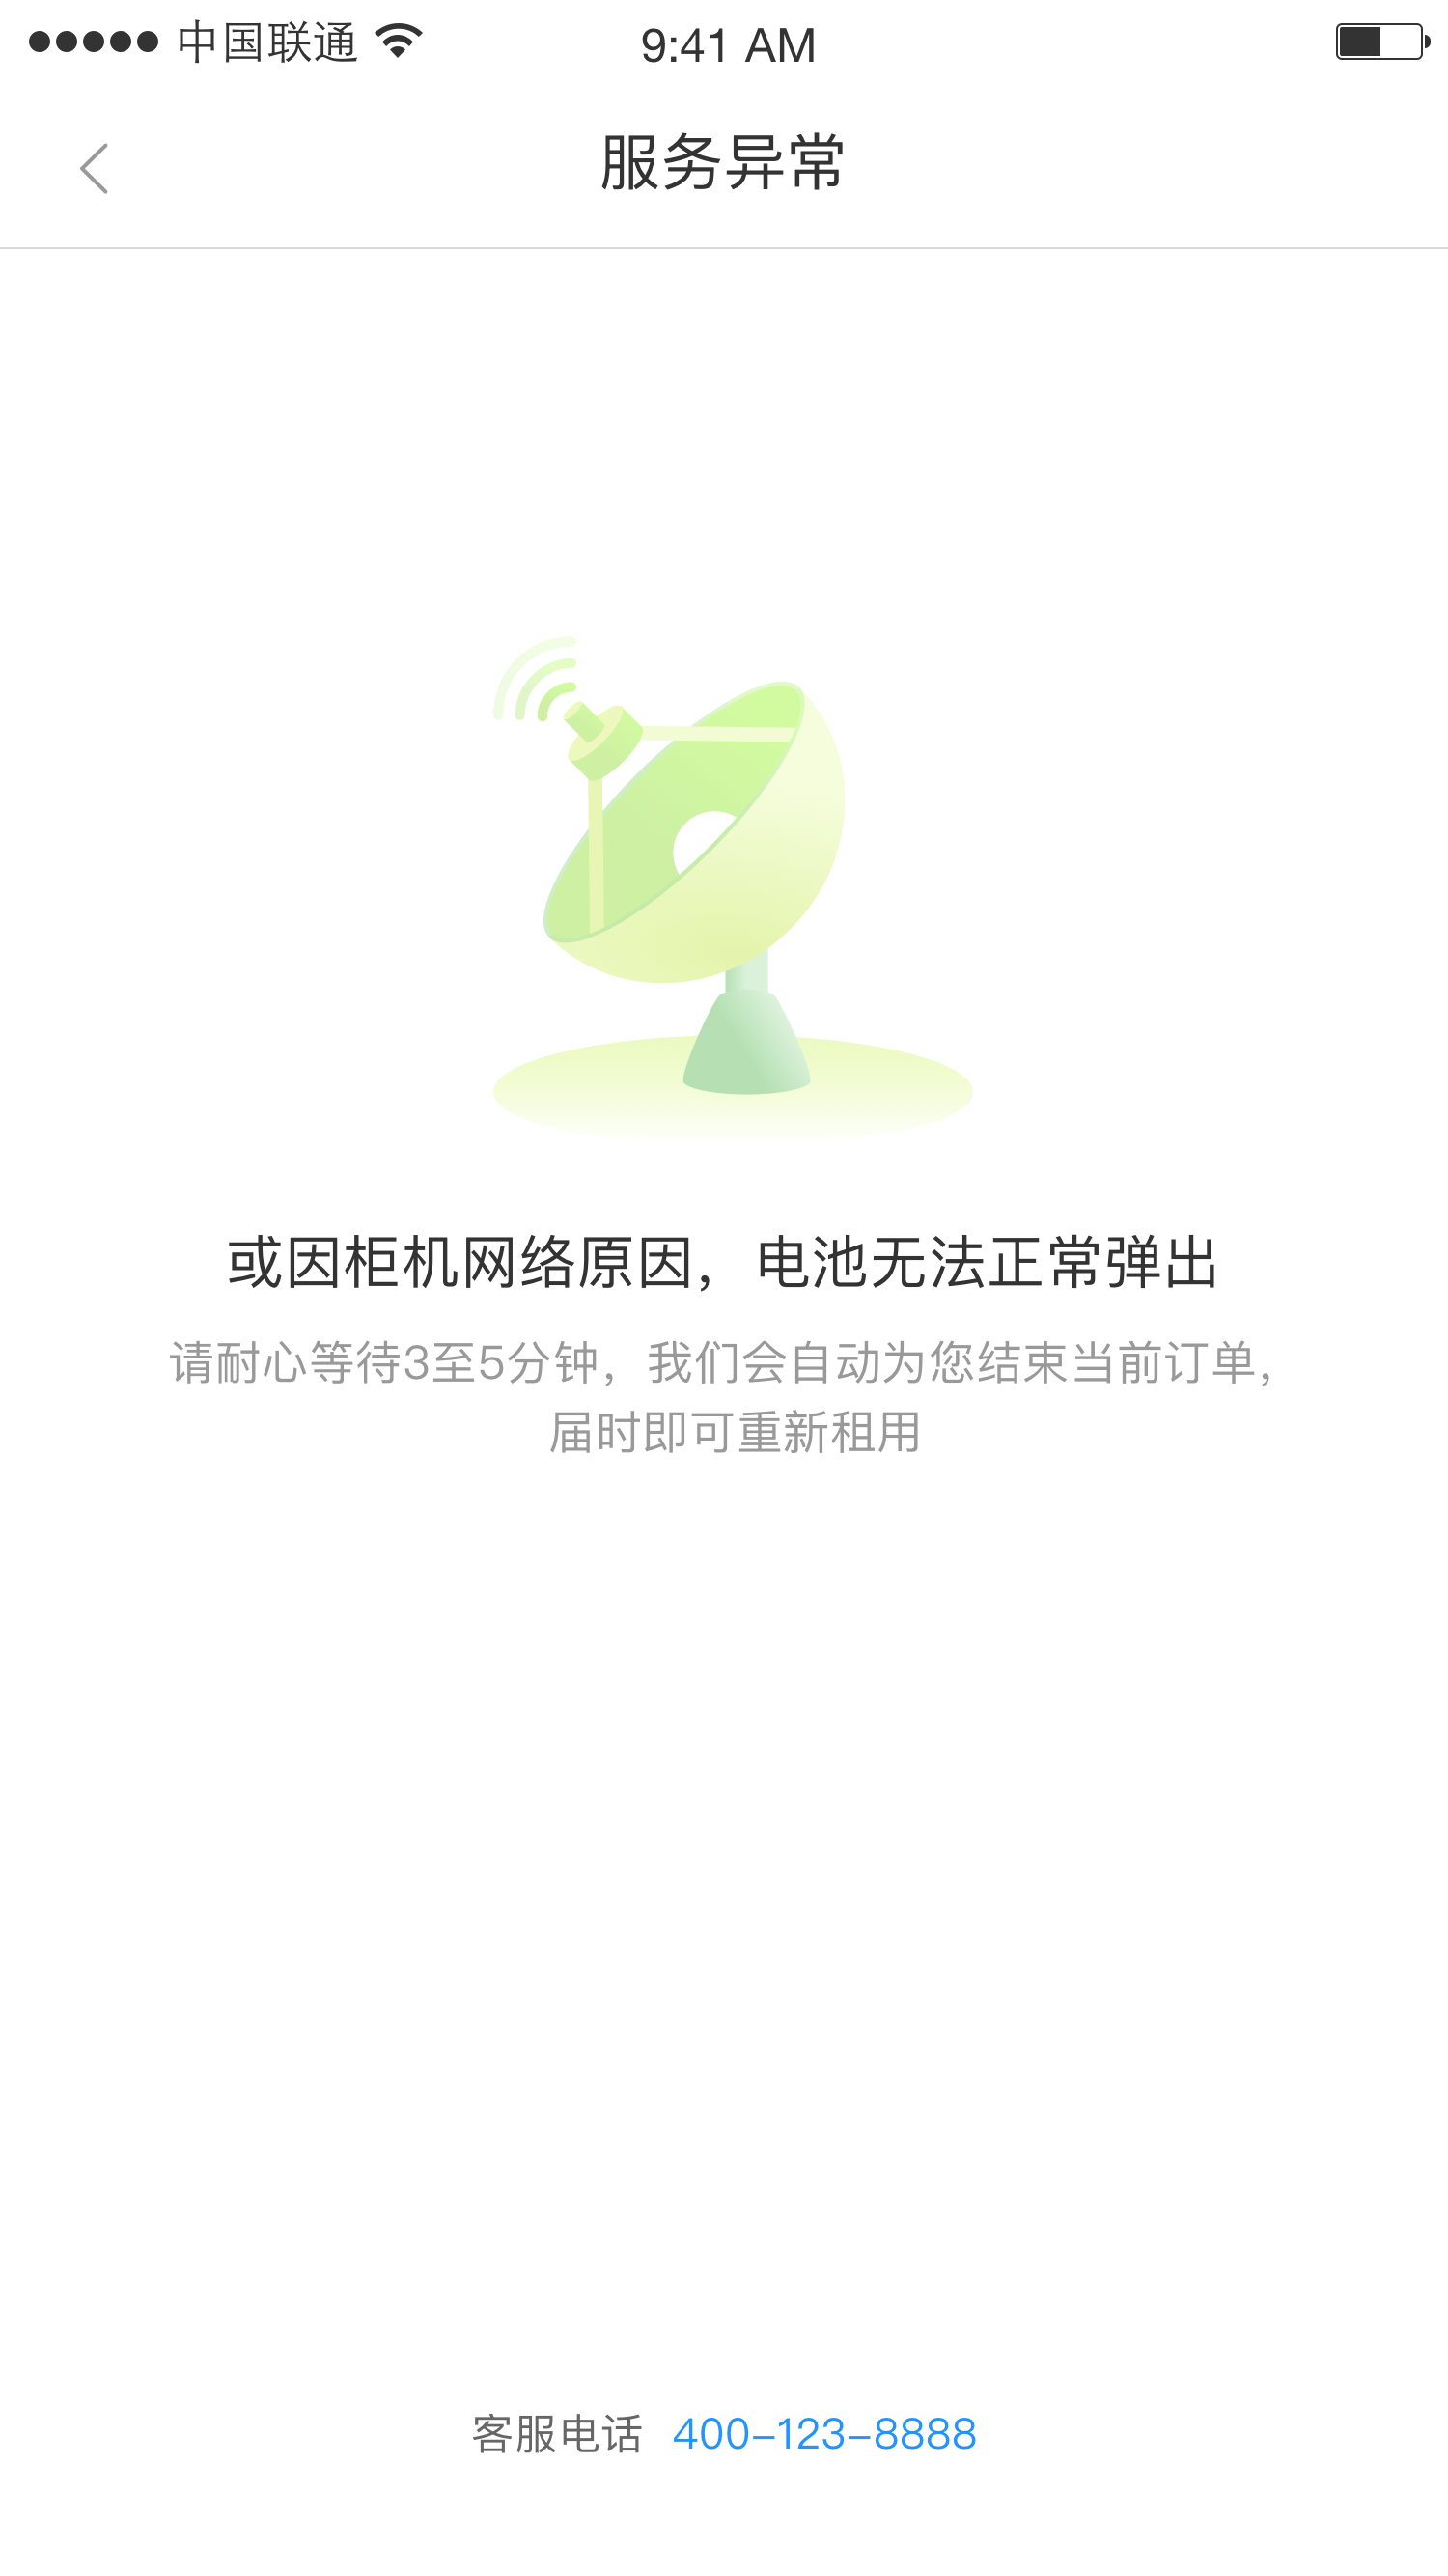 中国联通
9:41 AM
服务异常
或因柜机网络原因，电池无法正常弹出
请耐心等待3至5分钟，我们会自动为您结束当前订单，
届时即可重新租用
客服电话 400-123-8888